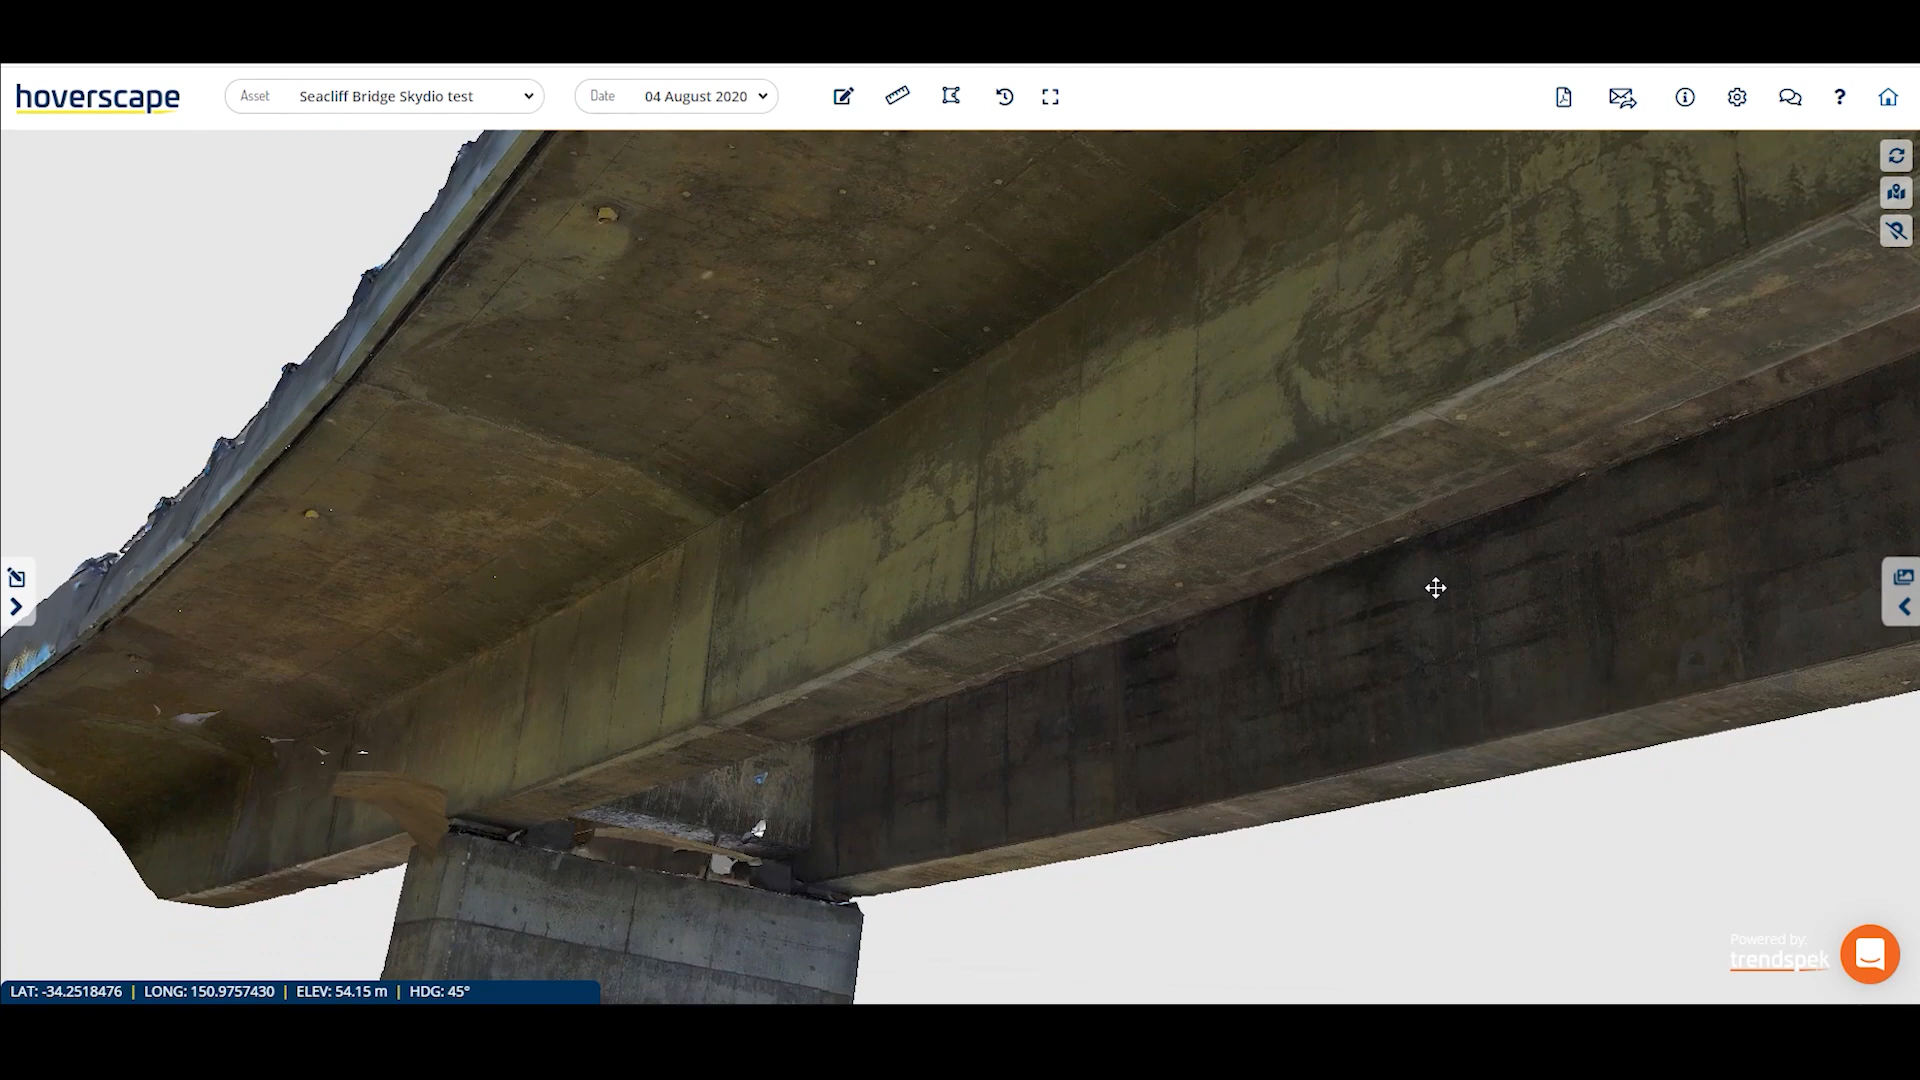 hoverscape
Asset Seacliff Bridge Skydio test
Date 04 August 2020
?
Powered by:
trendspek
LAT: -34.2518476 | LONG: 150.9757430 | ELEV: 54.15 m | HDG: 45°